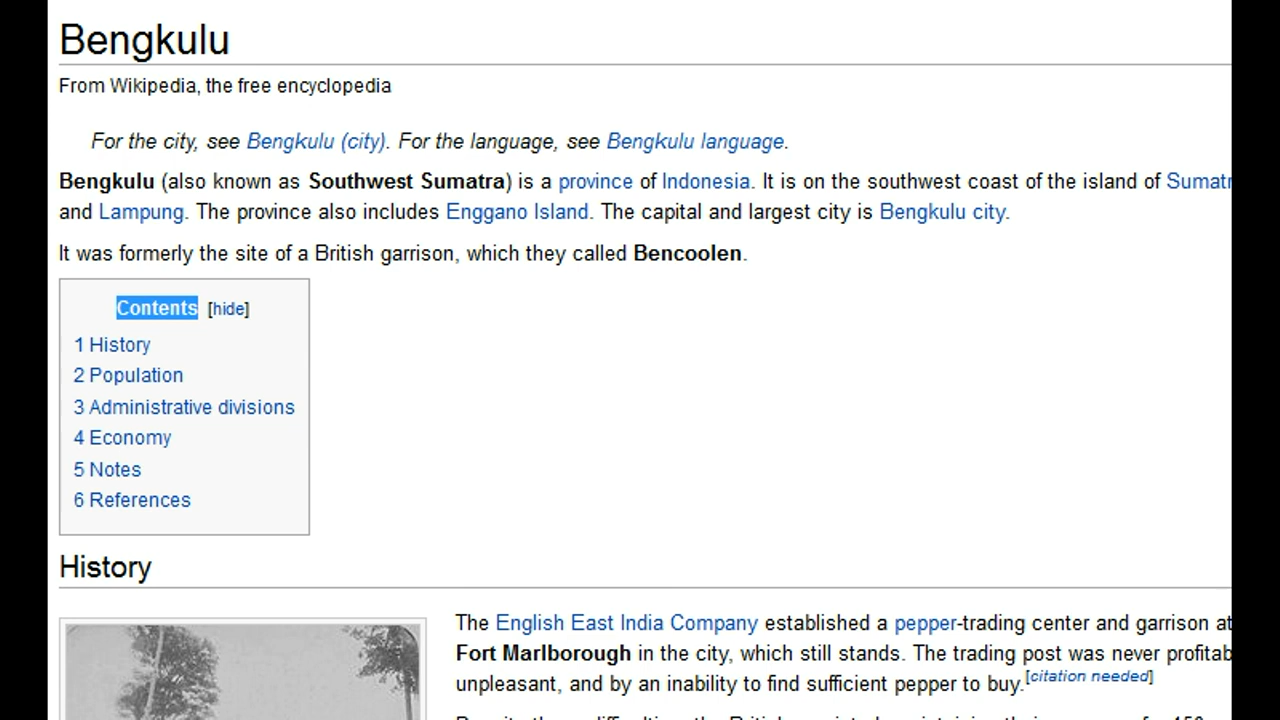 Bengkulu
From Wikipedia, the free encyclopedia
For the city, see Bengkulu (city). For the language, see Bengkulu language.
Bengkulu (also known as Southwest Sumatra) is a province of Indonesia. It is on the southwest coast of the island of Sumatr
and Lampung. The province also includes Enggano Island. The capital and largest city is Bengkulu city.
It was formerly the site of a British garrison, which they called Bencoolen.
Contents [hide]
1 History
2 Population
3 Administrative divisions
4 Economy
5 Notes
6 References
History
The English East India Company established a pepper-trading center and garrison at
Fort Marlborough in the city, which still stands. The trading post was never profitab
unpleasant, and by an inability to find sufficient pepper to buy.[citation needed]